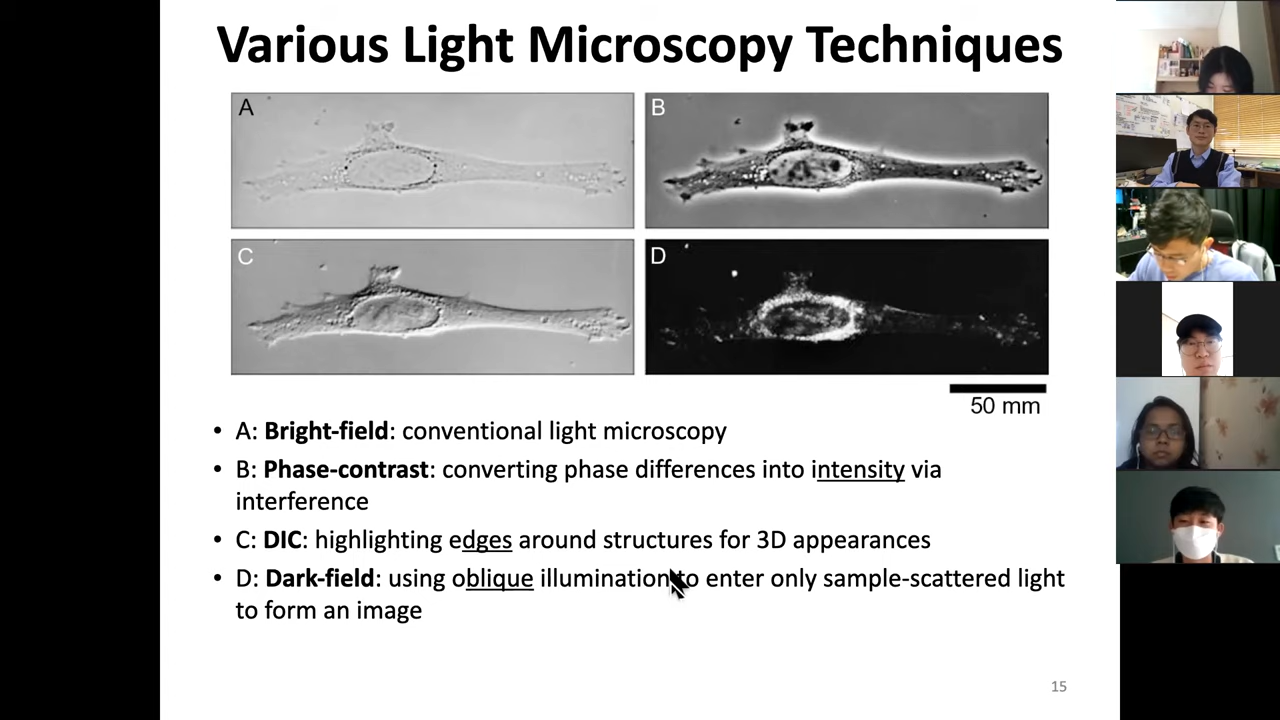 Various Light Microscopy Techniques
A
B
C
D
50 mm
• A: Bright-field: conventional light microscopy
• B: Phase-contrast: converting phase differences into intensity via
interference
• C: DIC: highlighting edges around structures for 3D appearances
• D: Dark-field: using oblique illumination to enter only sample-scattered light
to form an image
15